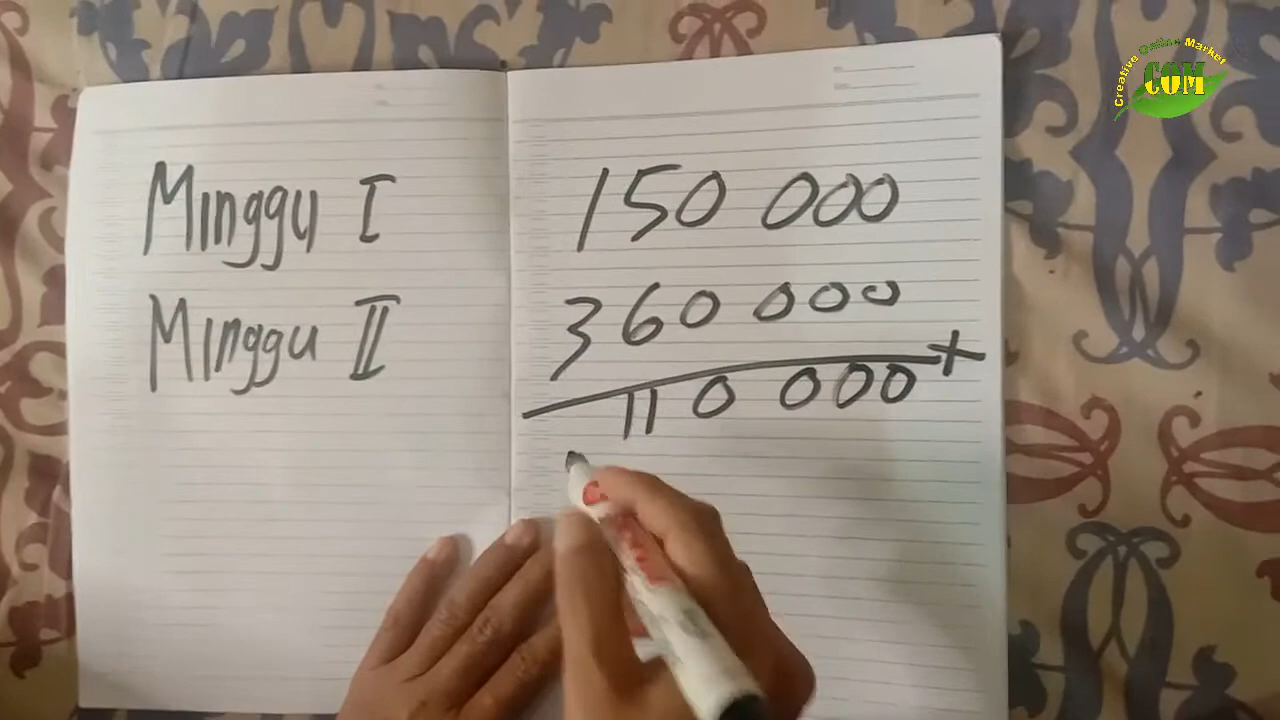 Creative Online Market
COM
Minggu I 150 000
Minggu II 360 000
+
110 000